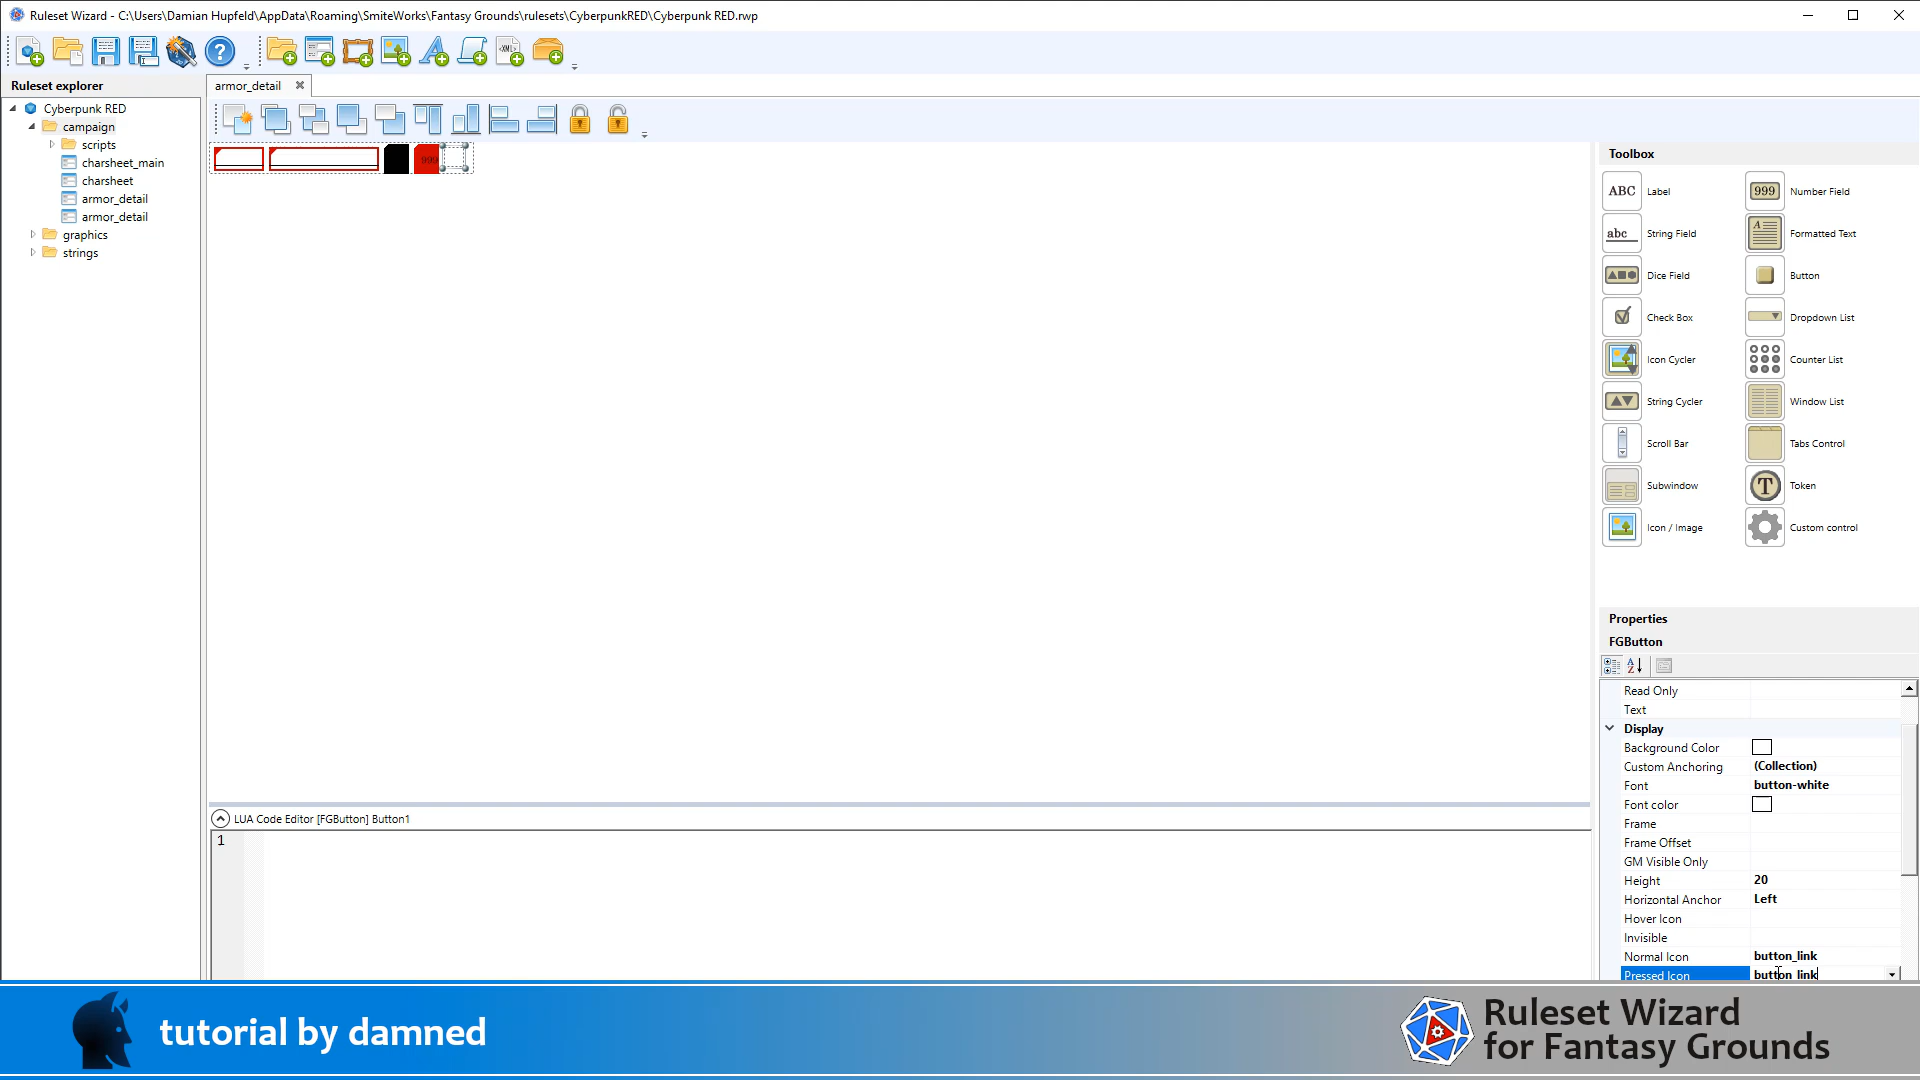 Ruleset Wizard - C:\Users\Damian Hupfeld\AppData\Roaming\SmiteWorks\Fantasy Grounds\rulesets\CyberpunkRED\Cyberpunk RED.rwp
Ruleset explorer
Cyberpunk RED
campaign
scripts
charsheet_main
charsheet
armor_detail
armor_detail
graphics
strings
armor_detail
999
Toolbox
ABC Label
999 Number Field
abc String Field
A Formatted Text
Dice Field
Button
Check Box
Dropdown List
Icon Cycler
Counter List
String Cycler
Window List
Scroll Bar
Tabs Control
Subwindow
T Token
Icon / Image
Custom control
Properties
FGButton
Read Only
Text
Display
Background Color
Custom Anchoring (Collection)
Font button-white
Font color
Frame
Frame Offset
GM Visible Only
Height 20
Horizontal Anchor Left
Hover Icon
Invisible
Normal Icon button_link
Pressed Icon button_link
LUA Code Editor [FGButton] Button1
1
tutorial by damned
Ruleset Wizard
for Fantasy Grounds